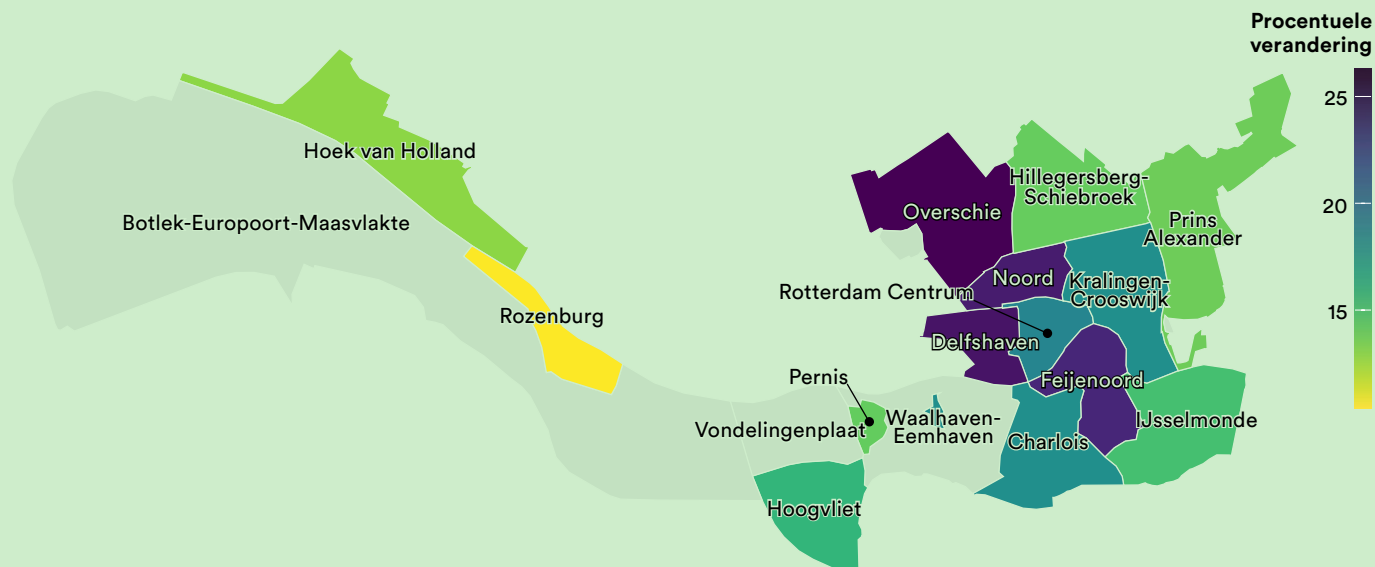 Procentuele
verandering
25
20
15
Hoek van Holland
Botlek-Europoort-Maasvlakte
Rozenburg
Hillegersberg-
Schiebroek
Overschie
Prins
Alexander
Noord
Kralingen-
Crooswijk
Rotterdam Centrum
Delfshaven
Pernis
Feijenoord
Vondelingenplaat
Waalhaven-
Eemhaven
IJsselmonde
Charlois
Hoogvliet